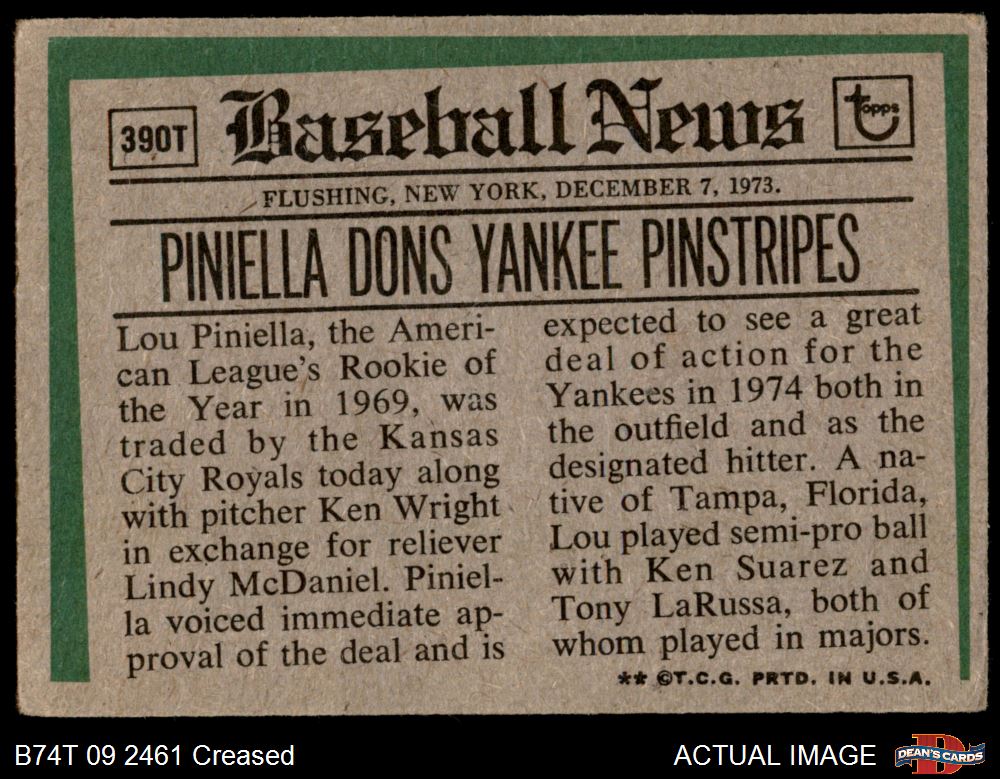 390T
Baseball News
topps
FLUSHING, NEW YORK, DECEMBER 7, 1973.
PINIELLA DONS YANKEE PINSTRIPES
Lou Piniella, the Ameri-
can League's Rookie of
the Year in 1969, was
traded by the Kansas
City Royals today along
with pitcher Ken Wright
in exchange for reliever
Lindy McDaniel. Piniel-
la voiced immediate ap-
proval of the deal and is
expected to see a great
deal of action for the
Yankees in 1974 both in
the outfield and as the
designated hitter. A na-
tive of Tampa, Florida,
Lou played semi-pro ball
with Ken Suarez and
Tony LaRussa, both of
whom played in majors.
** ©T.C.G. PRTD. IN U.S.A.
B74T 09 2461 Creased
ACTUAL IMAGE
DEAN'S CARDS